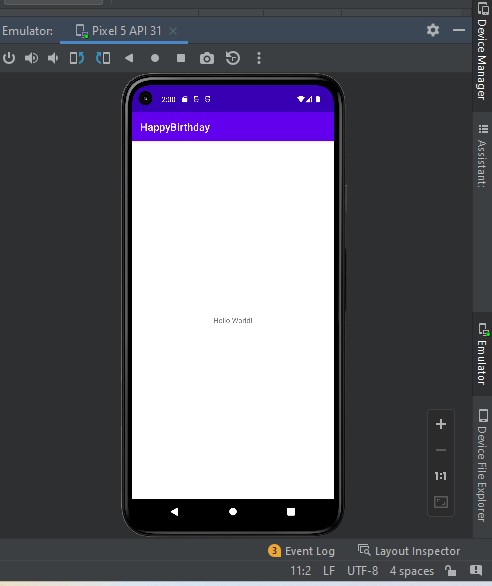 Emulator: Pixel 5 API 31
Device Manager
Assistant:
2:00
HappyBirthday
Hello World!
Emulator
1:1
Device File Explorer
3 Event Log Layout Inspector
11:2 LF UTF-8 4 spaces